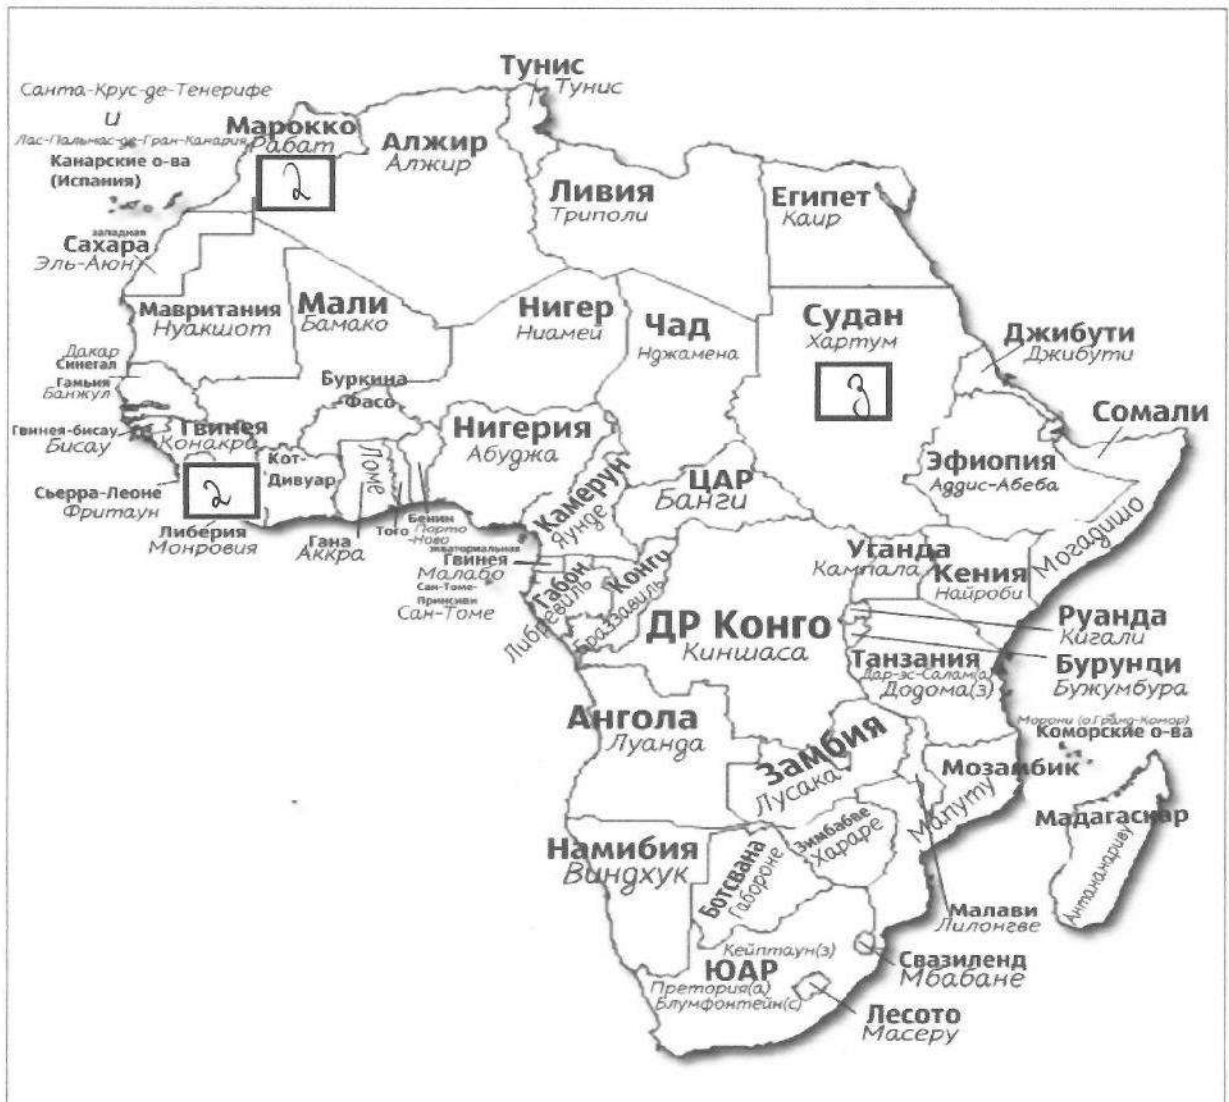 Тунис
Тунис
Санта-Крус-де-Тенерифе
и
Лас-Пальмас-де-Гран-Канария
Канарские о-ва
(Испания)
Марокко
Рабат
2
Алжир
Алжир
Ливия
Триполи
Египет
Каир
западная
Сахара
Эль-Аюн
Мавритания
Нуакшот
Мали
Бамако
Нигер
Ниамей
Чад
Нджамена
Судан
Хартум
3
Джибути
Джибути
Дакар
Синегал
Гамьия
Банжул
Буркина
-Фасо
Сомали
Могадишо
Гвинея-бисау
Бисау
Гвинея
Конакра
2
Кот-
Дивуар
Ломе
Нигерия
Абуджа
Камерун
Яунде
ЦАР
Банги
Эфиопия
Аддис-Абеба
Сьерра-Леоне
Фритаун
Либерия
Монровия
Гана
Аккра
Того
Бенин
Порто
-Ново
экваториальная
Гвинея
Малабо
Сан-Томе-
Принсиви
Сан-Томе
Габон
Либревиль
Конго
Браззавиль
ДР Конго
Киншаса
Уганда
Кампала
Кения
Найроби
Руанда
Кигали
Бурунди
Бужумбура
Танзания
Дар-эс-Салам(а)
Додома(з)
Морони (о.Гранд-Комор)
Коморские о-ва
Ангола
Луанда
Замбия
Лусака
Мозамбик
Мапуту
Мадагаскар
Антананариву
Намибия
Виндхук
Ботсвана
Габороне
Зимбабве
Хараре
Малави
Лилонгве
Кейптаун(з)
ЮАР
Претория(а)
Блумфонтейн(с)
Свазиленд
Мбабане
Лесото
Масеру